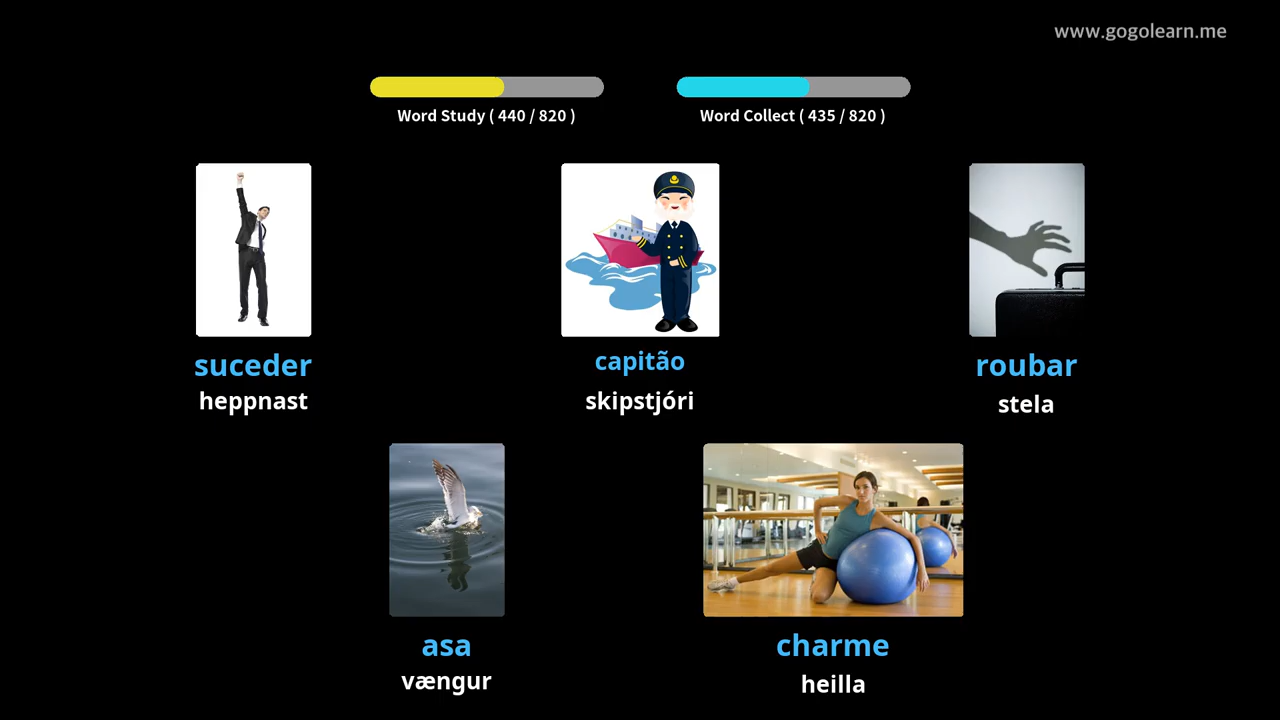 www.gogolearn.me
Word Study ( 440 / 820 )
Word Collect ( 435 / 820 )
suceder
heppnast
capitão
skipstjóri
roubar
stela
asa
vængur
charme
heilla